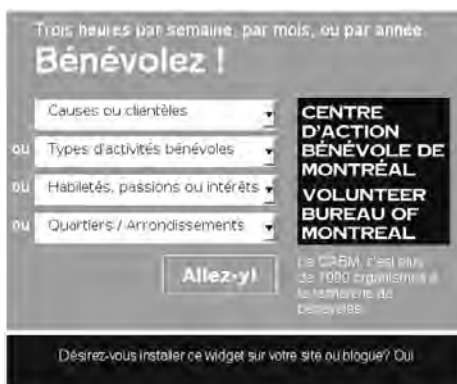 Trois heures par semaine, par mois, ou par année.
Bénévolez !
Causes ou clientèles
ou Types d'activités bénévoles
ou Habiletés, passions ou intérêts
ou Quartiers / Arrondissements
Allez-y!
CENTRE
D'ACTION
BÉNÉVOLE DE
MONTRÉAL
VOLUNTEER
BUREAU OF
MONTREAL
Le CABM, c'est plus
de 1000 organismes à
la recherche de
bénévoles.
Désirez-vous installer ce widget sur votre site ou blogue? Oui